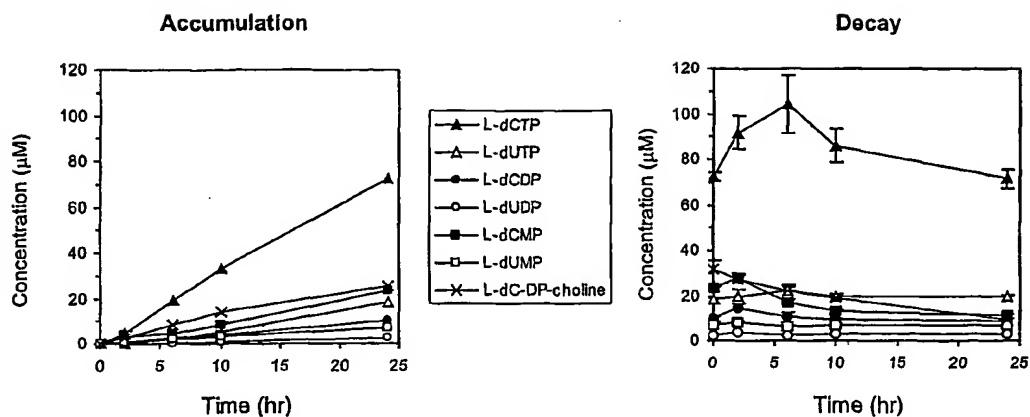 Accumulation
Concentration (µM)
120
100
80
60
40
20
0
0 5 10 15 20 25
Time (hr)
L-dCTP
L-dUTP
L-dCDP
L-dUDP
L-dCMP
L-dUMP
L-dC-DP-choline
Decay
Concentration (µM)
120
100
80
60
40
20
0
0 5 10 15 20 25
Time (hr)